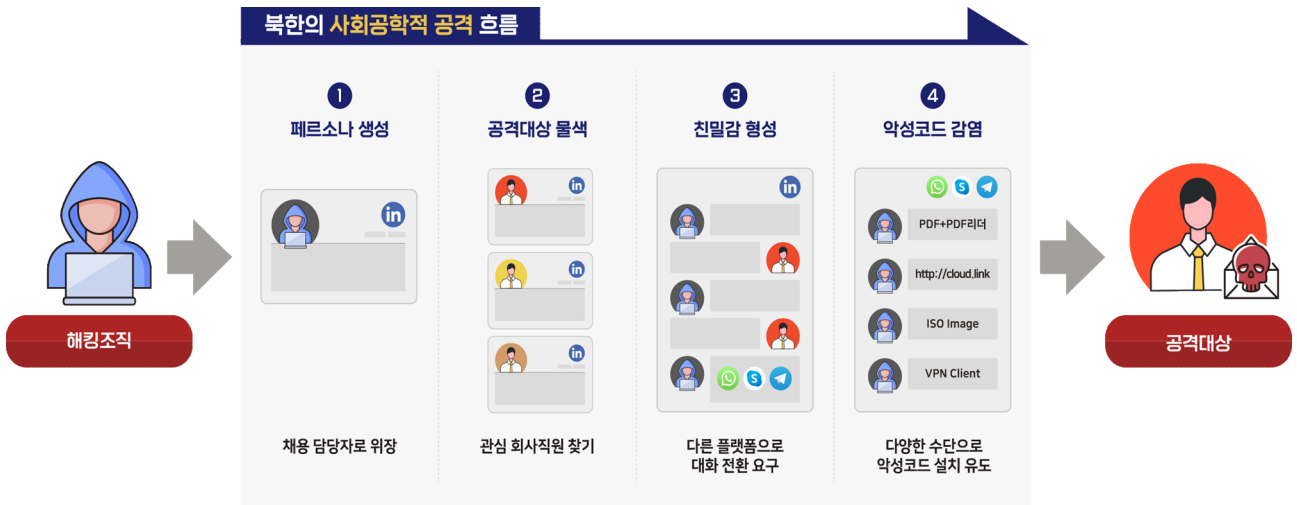 북한의 사회공학적 공격 흐름
1
페르소나 생성
in
채용 담당자로 위장
2
공격대상 물색
in
in
in
관심 회사직원 찾기
3
친밀감 형성
in
S
다른 플랫폼으로
대화 전환 요구
4
악성코드 감염
S
PDF+PDF리더
http://cloud.link
ISO Image
VPN Client
다양한 수단으로
악성코드 설치 유도
해킹조직
공격대상